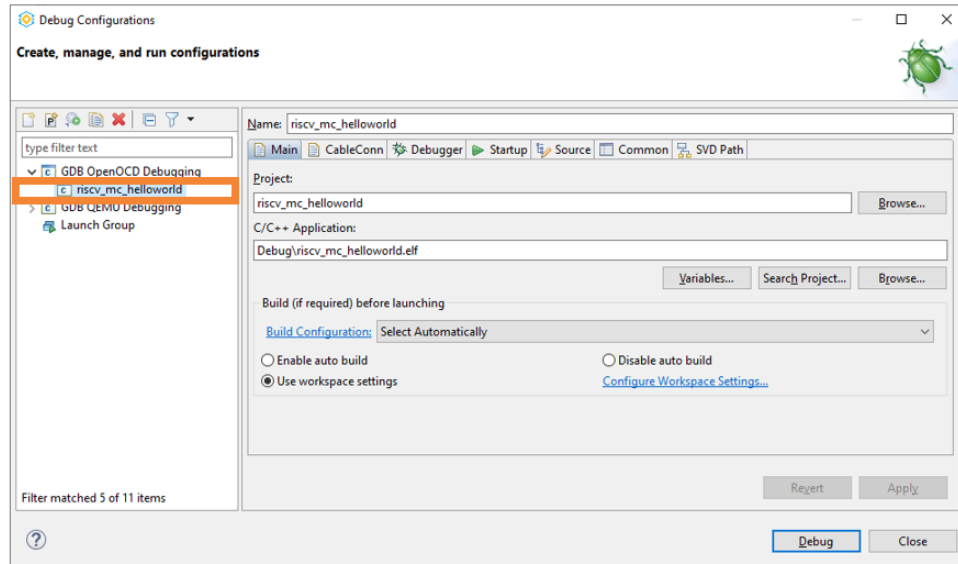 Debug Configurations
Create, manage, and run configurations
type filter text
GDB OpenOCD Debugging
riscv_mc_helloworld
GDB QEMU Debugging
Launch Group
Filter matched 5 of 11 items
Name: riscv_mc_helloworld
Main CableConn Debugger Startup Source Common SVD Path
Project:
riscv_mc_helloworld Browse...
C/C++ Application:
Debug\riscv_mc_helloworld.elf
Variables... Search Project... Browse...
Build (if required) before launching
Build Configuration: Select Automatically
Enable auto build Disable auto build
Use workspace settings Configure Workspace Settings...
Revert Apply
Debug Close